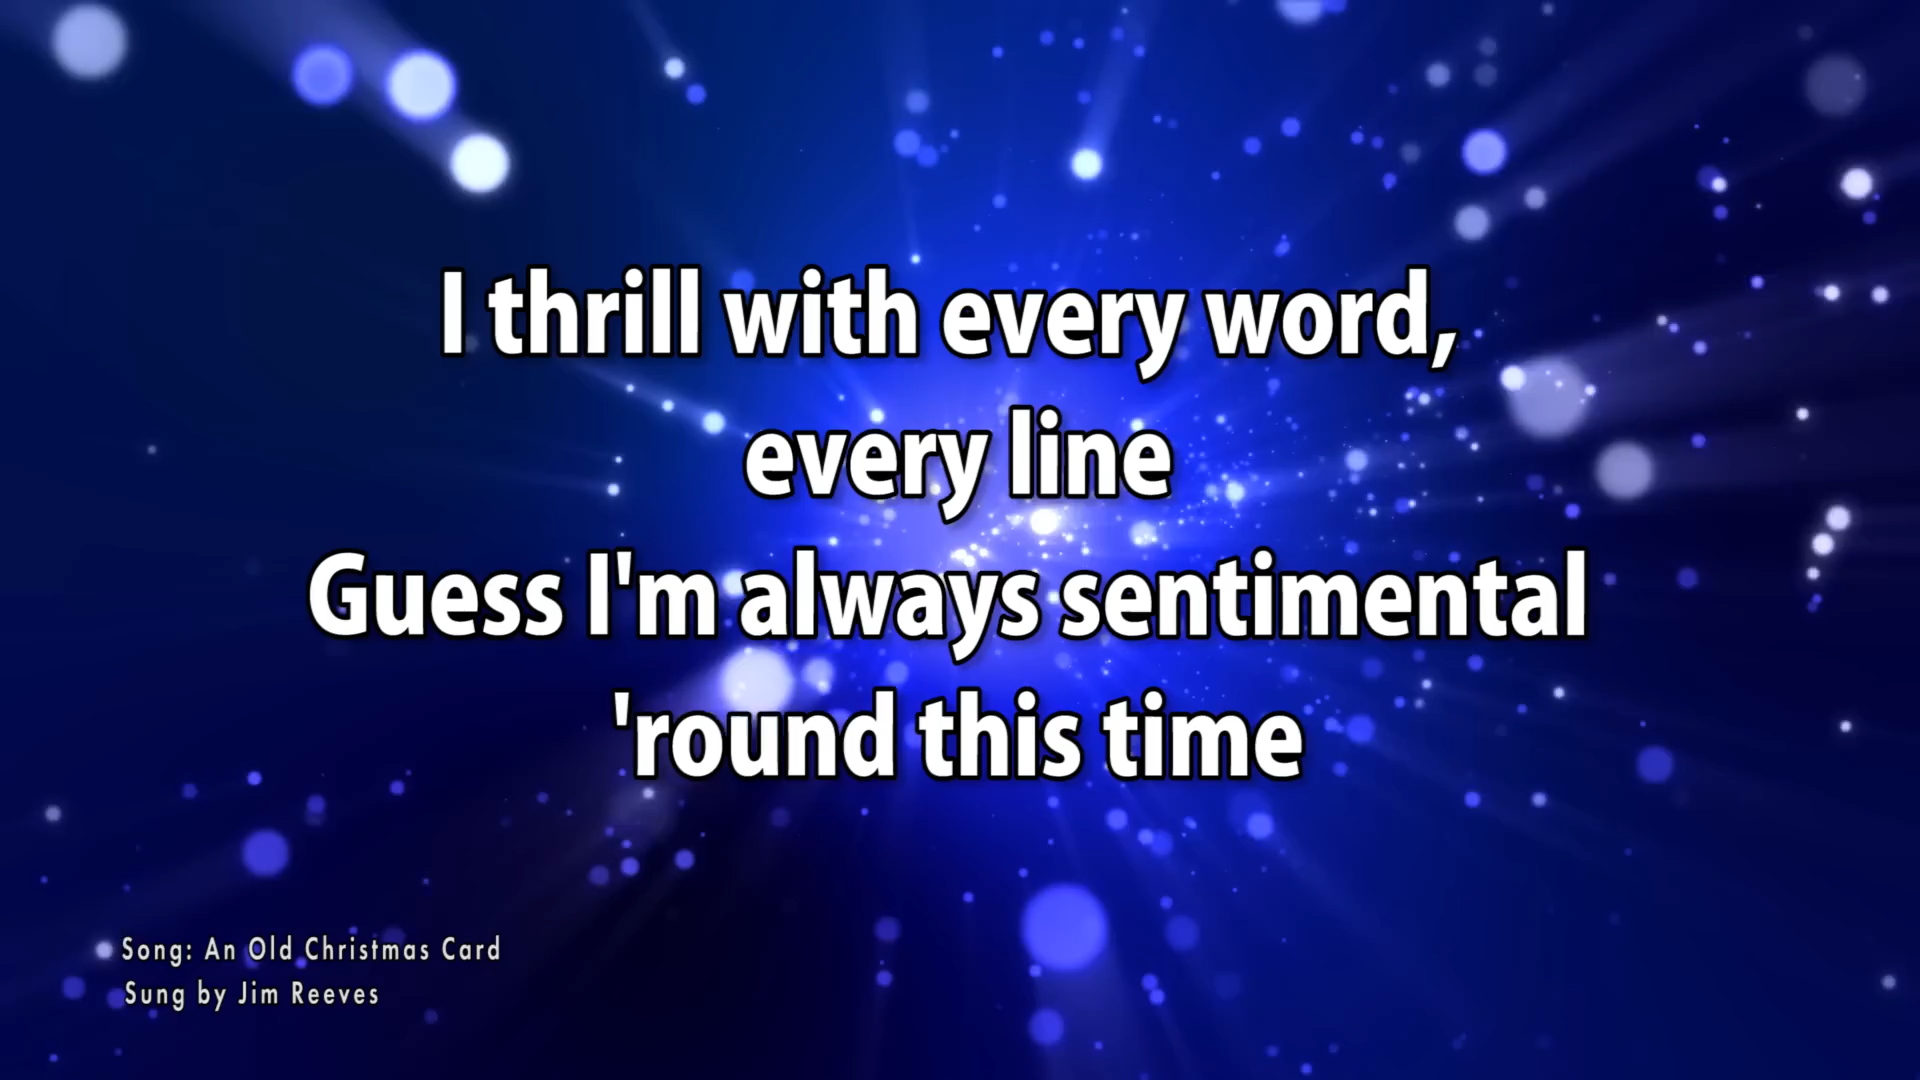 I thrill with every word,
every line
Guess I'm always sentimental
'round this time
Song: An Old Christmas Card
Sung by Jim Reeves